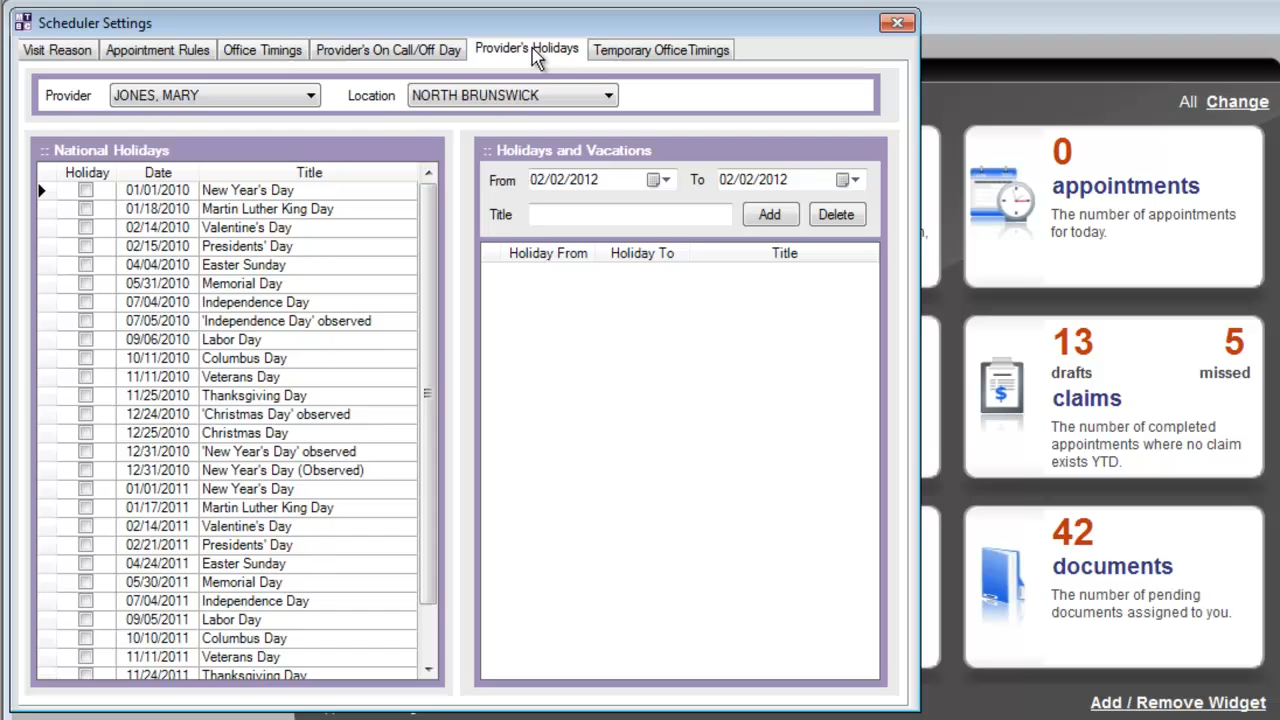 MT
BC
Scheduler Settings
Visit Reason Appointment Rules Office Timings Provider's On Call/Off Day Provider's Holidays Temporary Office Timings
Provider JONES, MARY Location NORTH BRUNSWICK
:: National Holidays
Holiday Date Title
01/01/2010 New Year's Day
01/18/2010 Martin Luther King Day
02/14/2010 Valentine's Day
02/15/2010 Presidents' Day
04/04/2010 Easter Sunday
05/31/2010 Memorial Day
07/04/2010 Independence Day
07/05/2010 'Independence Day' observed
09/06/2010 Labor Day
10/11/2010 Columbus Day
11/11/2010 Veterans Day
11/25/2010 Thanksgiving Day
12/24/2010 'Christmas Day' observed
12/25/2010 Christmas Day
12/31/2010 'New Year's Day' observed
12/31/2010 New Year's Day (Observed)
01/01/2011 New Year's Day
01/17/2011 Martin Luther King Day
02/14/2011 Valentine's Day
02/21/2011 Presidents' Day
04/24/2011 Easter Sunday
05/30/2011 Memorial Day
07/04/2011 Independence Day
09/05/2011 Labor Day
10/10/2011 Columbus Day
11/11/2011 Veterans Day
11/24/2011 Thanksgiving Day
:: Holidays and Vacations
From 02/02/2012 To 02/02/2012
Title Add Delete
Holiday From Holiday To Title
All Change
0
appointments
The number of appointments
for today.
13 5
drafts missed
claims
The number of completed
appointments where no claim
exists YTD.
42
documents
The number of pending
documents assigned to you.
Add / Remove Widget